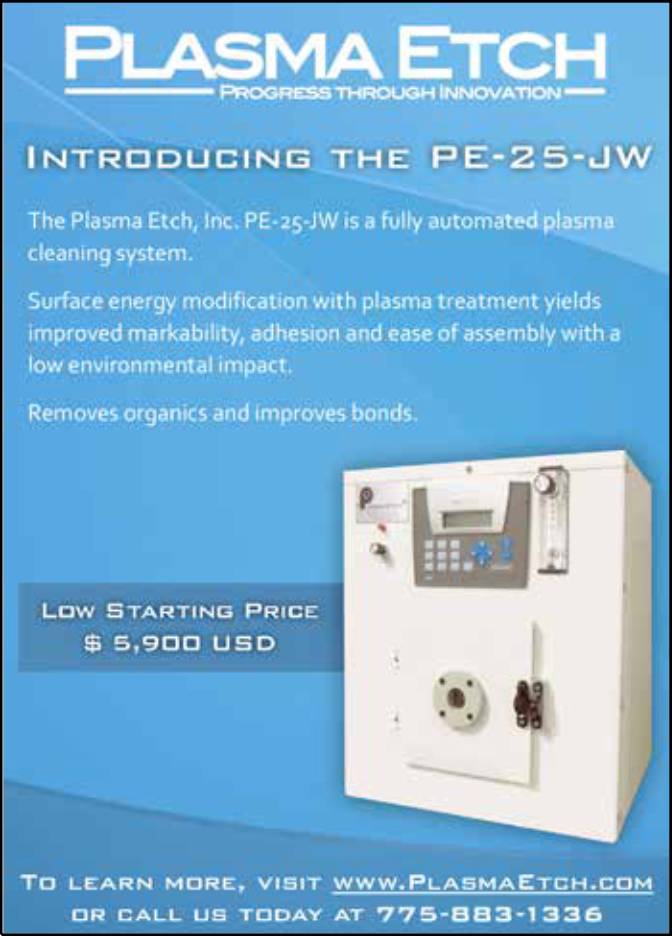 PLASMA ETCH
PROGRESS THROUGH INNOVATION
INTRODUCING THE PE-25-JW
The Plasma Etch, Inc. PE-25-JW is a fully automated plasma
cleaning system.
Surface energy modification with plasma treatment yields
improved markability, adhesion and ease of assembly with a
low environmental impact.
Removes organics and improves bonds.
LOW STARTING PRICE
$ 5,900 USD
TO LEARN MORE, VISIT WWW.PLASMAETCH.COM
OR CALL US TODAY AT 775-883-1336